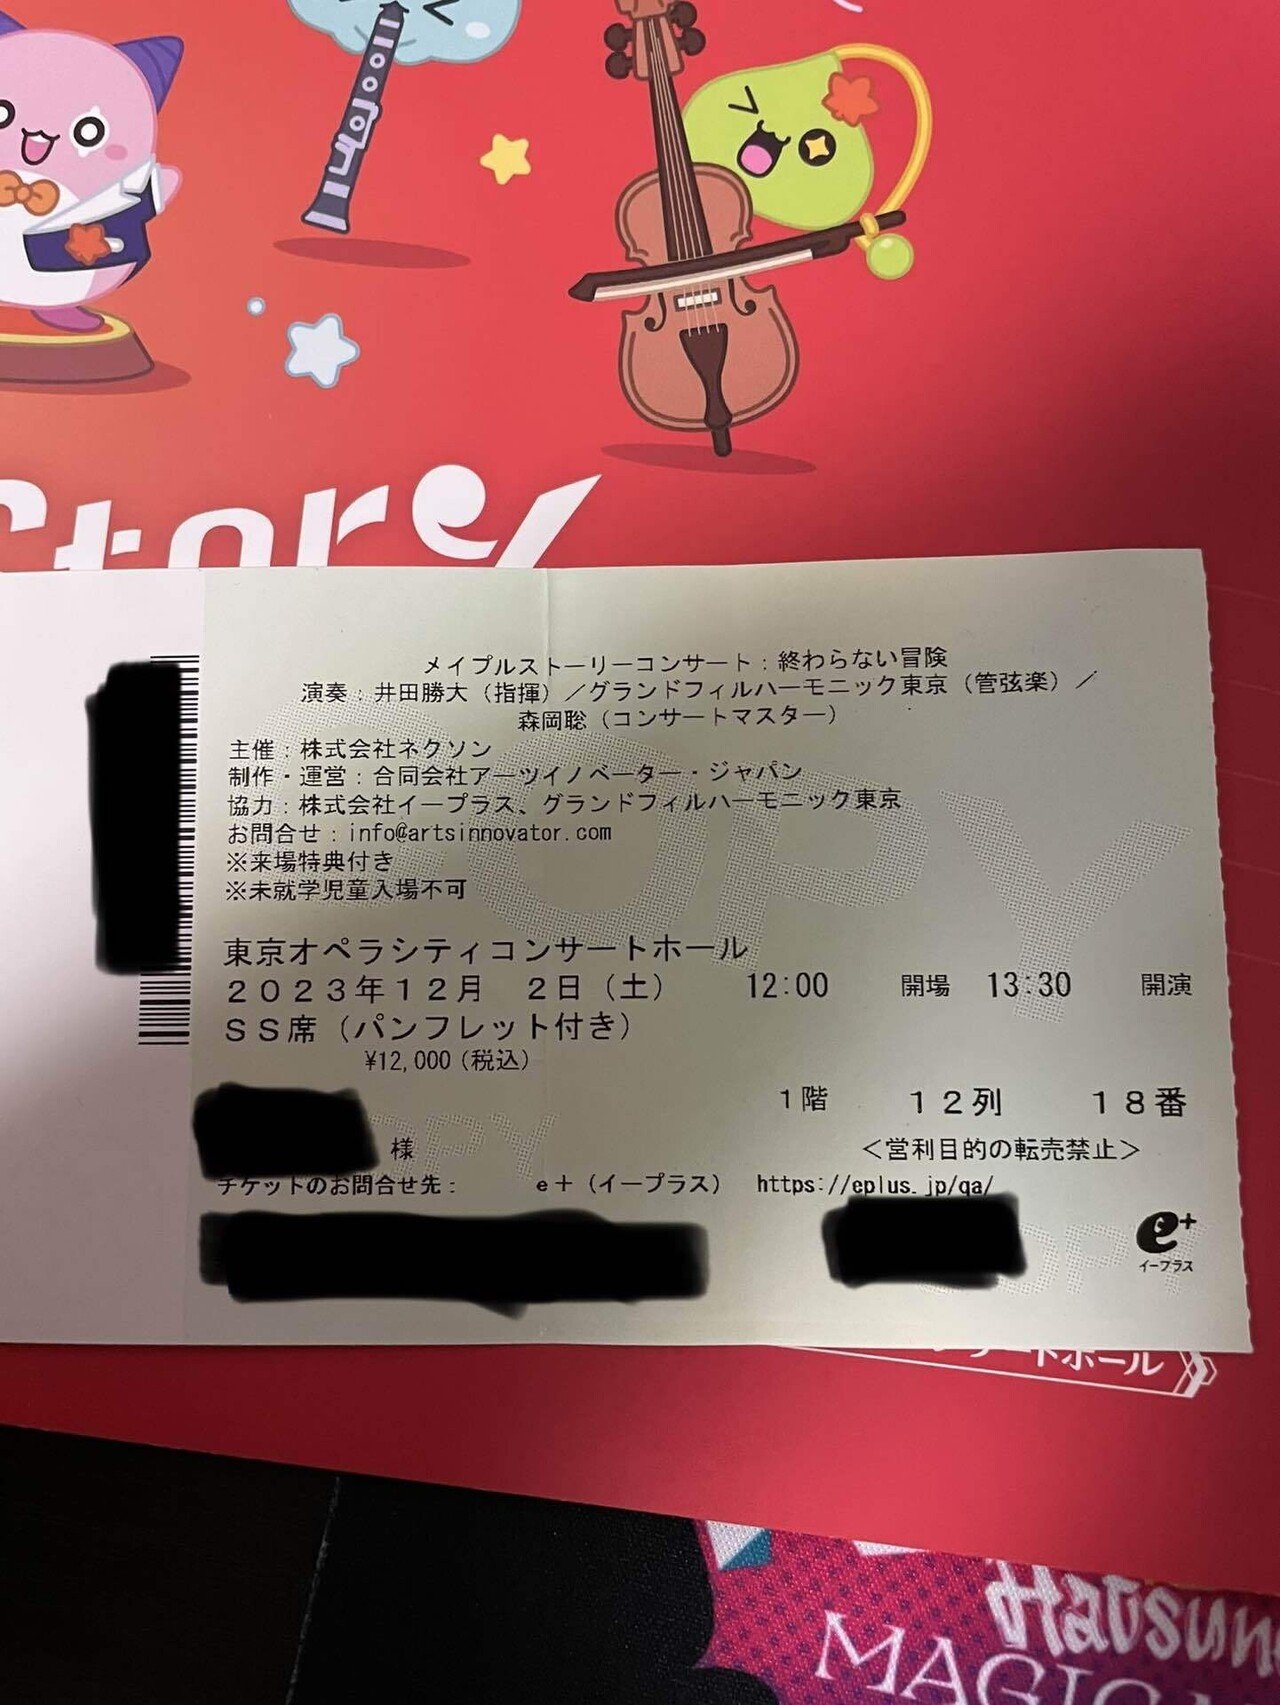 Story
メイプルストーリーコンサート：終わらない冒険
演奏：井田勝大（指揮）／グランドフィルハーモニック東京（管弦楽）／
森岡聡（コンサートマスター）
主催：株式会社ネクソン
制作・運営：合同会社アーツイノベーター・ジャパン
協力：株式会社イープラス、グランドフィルハーモニック東京
お問合せ：info@artsinnovator.com
※来場特典付き
※未就学児童入場不可
COPY
東京オペラシティコンサートホール
２０２３年１２月　２日（土）　12:00　開場　13:30　開演
ＳＳ席（パンフレット付き）
¥12,000（税込）
１階　１２列　１８番
様
＜営利目的の転売禁止＞
チケットのお問合せ先：　ｅ＋（イープラス）　https://eplus.jp/qa/
e+
イープラス
ートホール
Hatsun
MAGIC